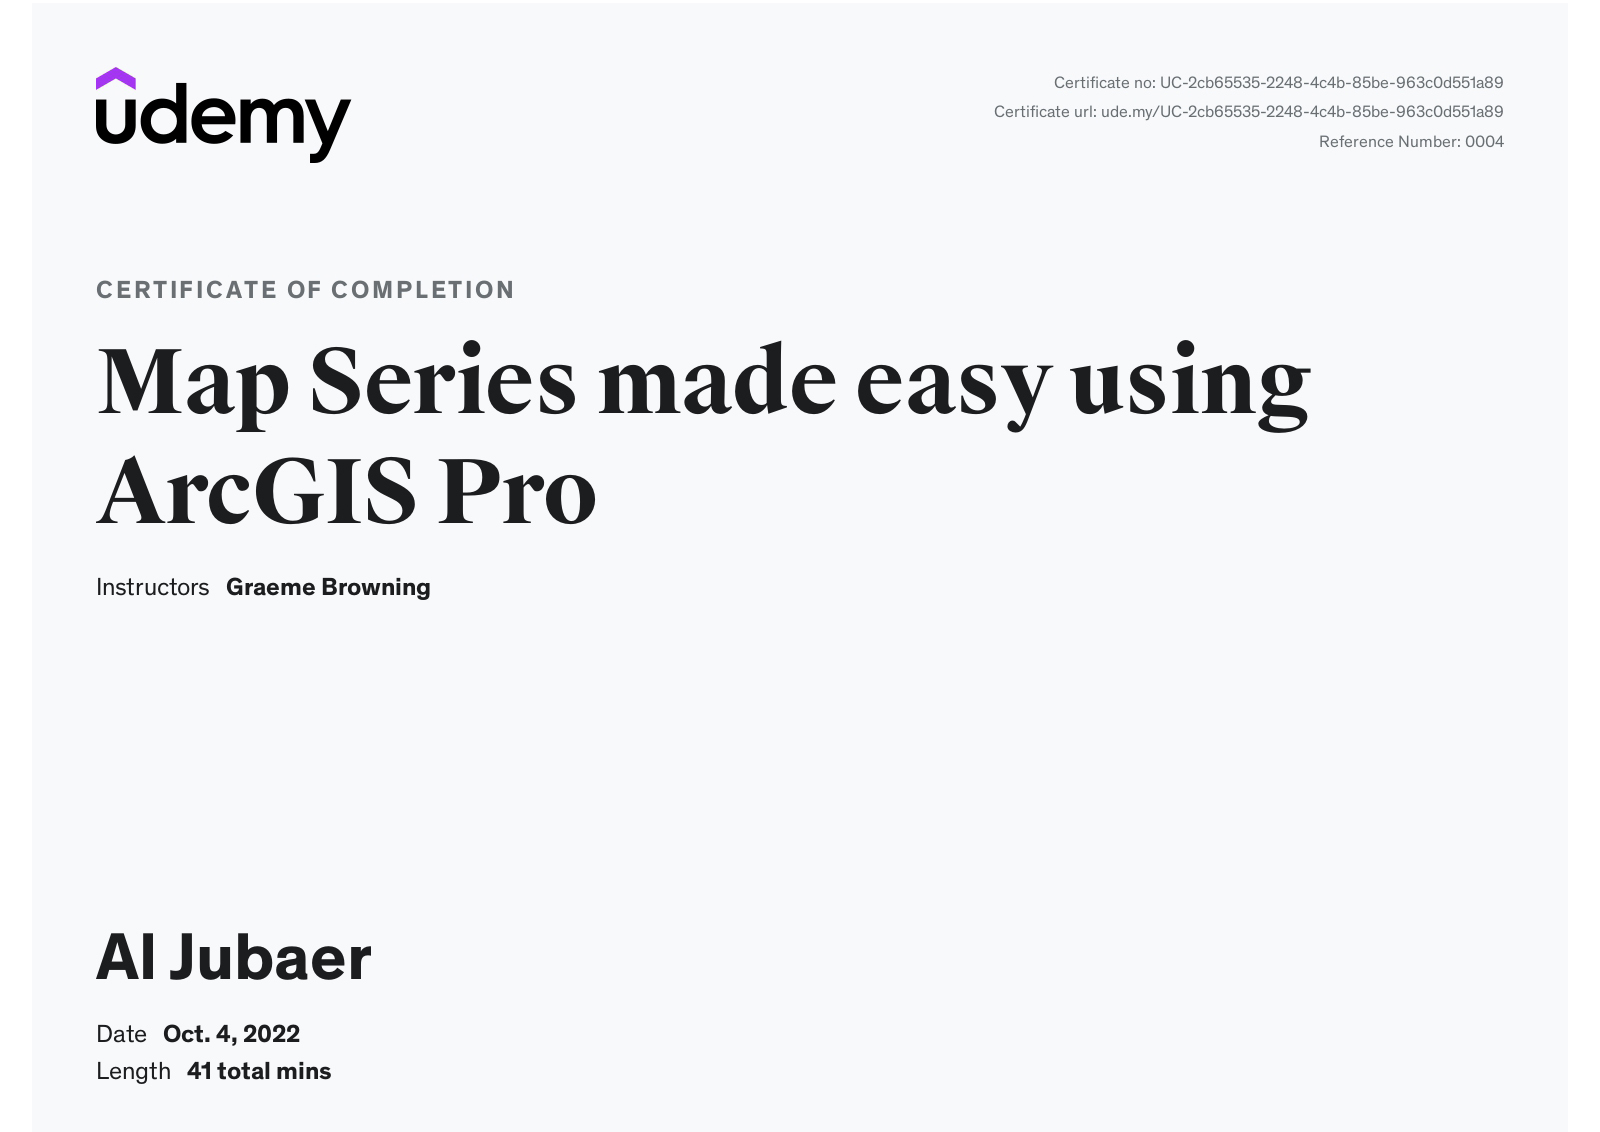 udemy
Certificate no: UC-2cb65535-2248-4c4b-85be-963c0d551a89
Certificate url: ude.my/UC-2cb65535-2248-4c4b-85be-963c0d551a89
Reference Number: 0004
CERTIFICATE OF COMPLETION
Map Series made easy using
ArcGIS Pro
Instructors Graeme Browning
Al Jubaer
Date Oct. 4, 2022
Length 41 total mins